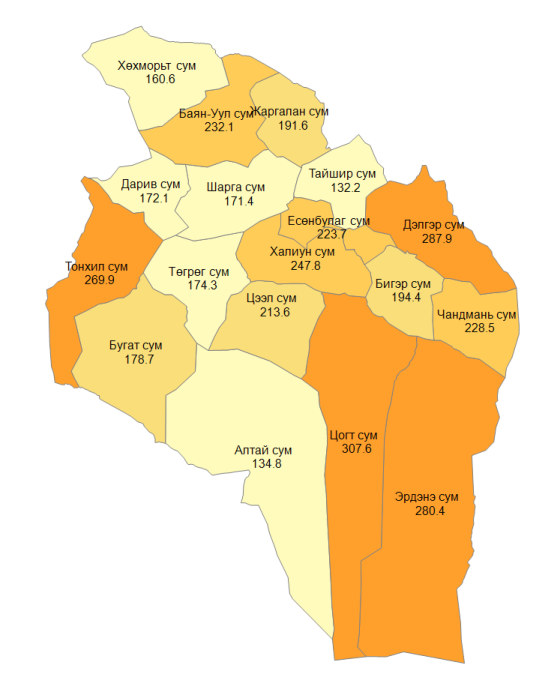 Хөхморьт сум
160.6
Баян-Уул сум
232.1
Жаргалан сум
191.6
Тайшир сум
132.2
Дарив сум
172.1
Шарга сум
171.4
Есөнбулаг сум
223.7
Дэлгэр сум
287.9
Халиун сум
247.8
Тонхил сум
269.9
Төгрөг сум
174.3
Бигэр сум
194.4
Цээл сум
213.6
Чандмань сум
228.5
Бугат сум
178.7
Цогт сум
307.6
Алтай сум
134.8
Эрдэнэ сум
280.4